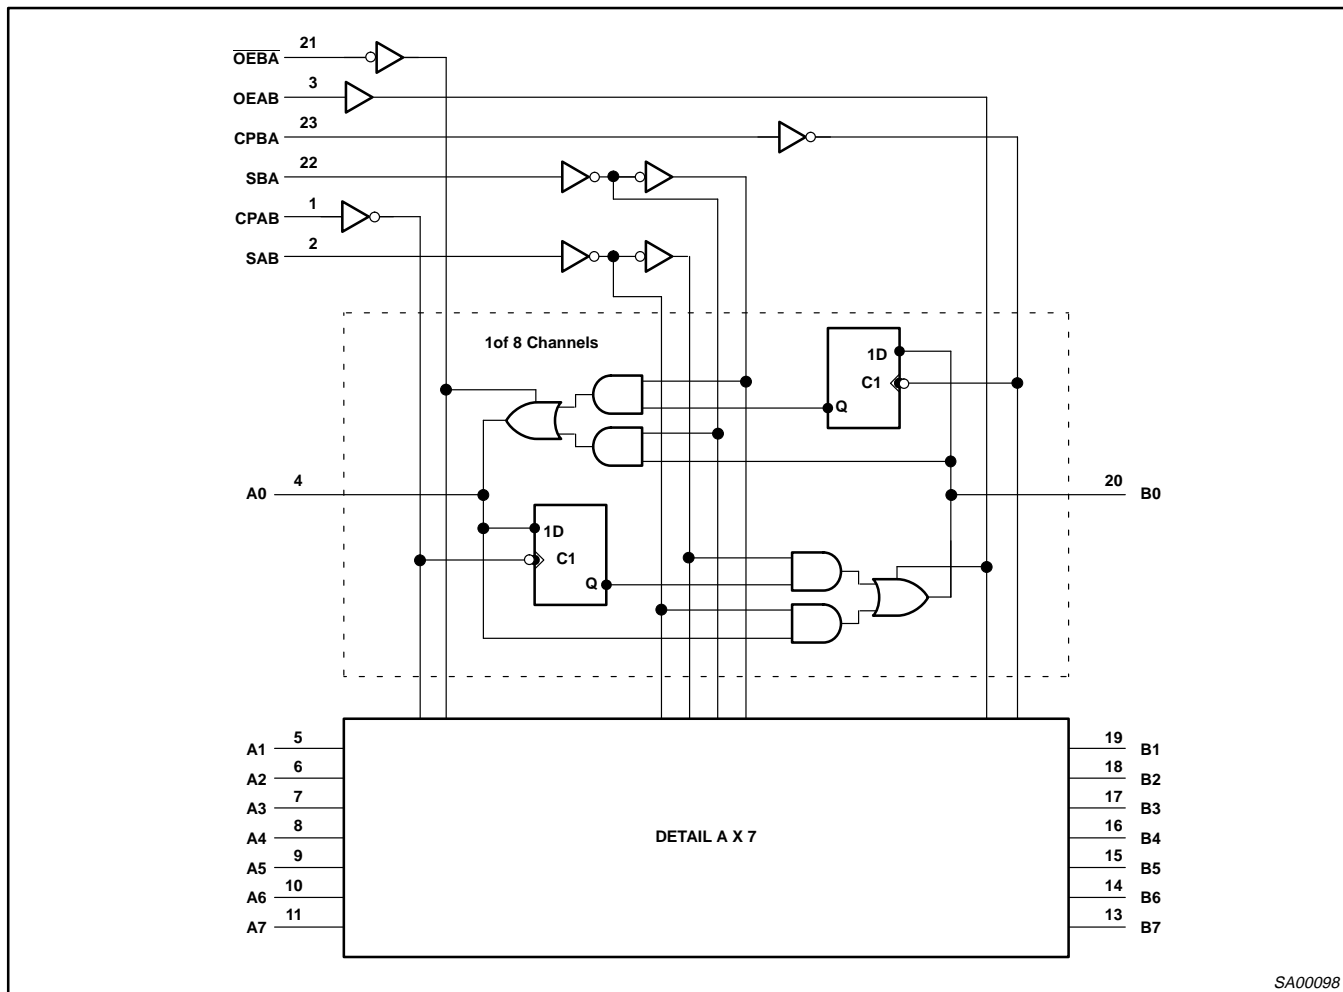 21
OEBA
3
OEAB
23
CPBA
22
SBA
1
CPAB
2
SAB
1of 8 Channels
1D
C1
Q
4
A0
20
B0
1D
C1
Q
5
A1
19
B1
6
A2
18
B2
7
A3
17
B3
8
A4
16
B4
DETAIL A X 7
9
A5
15
B5
10
A6
14
B6
11
A7
13
B7
SA00098